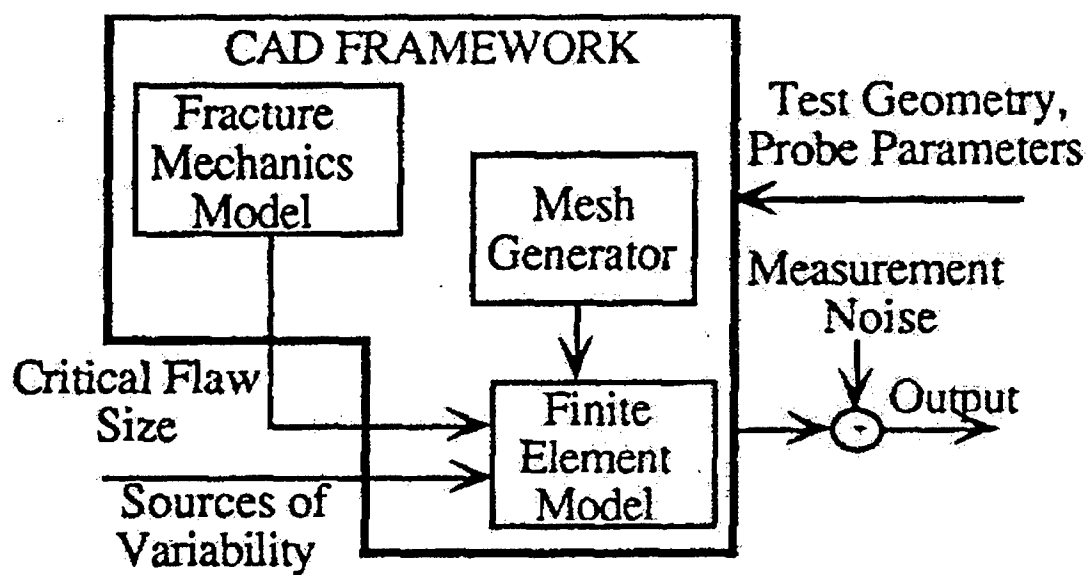 CAD FRAMEWORK
Fracture
Mechanics
Model
Mesh
Generator
Test Geometry,
Probe Parameters
Measurement
Noise
Critical Flaw
Size
Finite
Element
Model
Output
Sources of
Variability